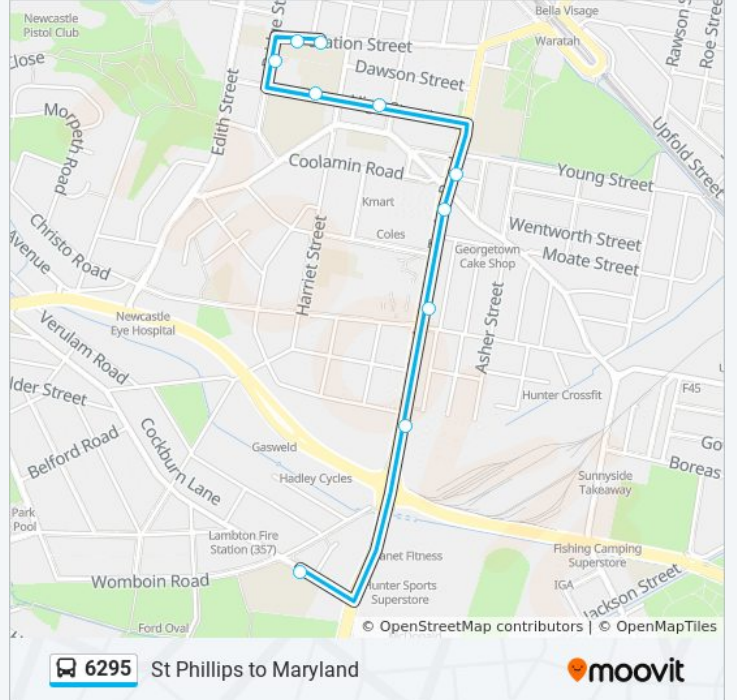 Newcastle
Pistol Club
Bella Visage
Waratah
Rawson S
Roe Stree
ation Street
Close
Dawson Street
Edith Street
Morpeth Road
Upfold Street
Coolamin Road
Young Street
Kmart
Christo Road
Avenue
Harriet Street
Coles
Wentworth Street
Georgetown
Cake Shop
Moate Street
Newcastle
Eye Hospital
Asher Street
Verulam Road
lder Street
Hunter Crossfit
F45
Cockburn Lane
Belford Road
Gasweld
Hadley Cycles
Go
Boreas
Sunnyside
Takeaway
Park
Pool
Lambton Fire
Station (357)
Fishing Camping
Superstore
anet Fitness
Womboin Road
Hunter Sports
Superstore
IGA
Jackson Street
Ford Oval
© OpenStreetMap contributors | © OpenMapTiles
6295 St Phillips to Maryland
moovit